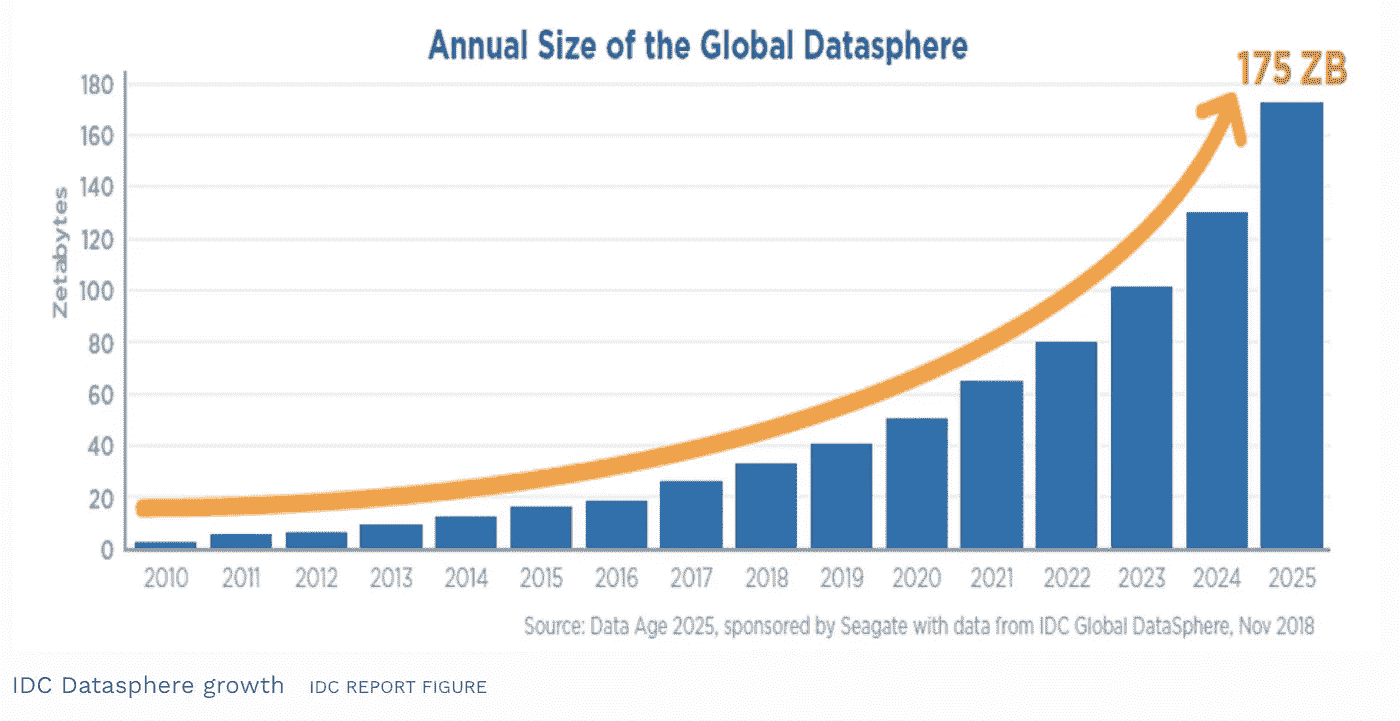 Annual Size of the Global Datasphere
175 ZB
180
160
140
120
100
80
60
40
20
0
Zetabytes
2010 2011 2012 2013 2014 2015 2016 2017 2018 2019 2020 2021 2022 2023 2024 2025
Source: Data Age 2025, sponsored by Seagate with data from IDC Global DataSphere, Nov 2018
IDC Datasphere growth IDC REPORT FIGURE